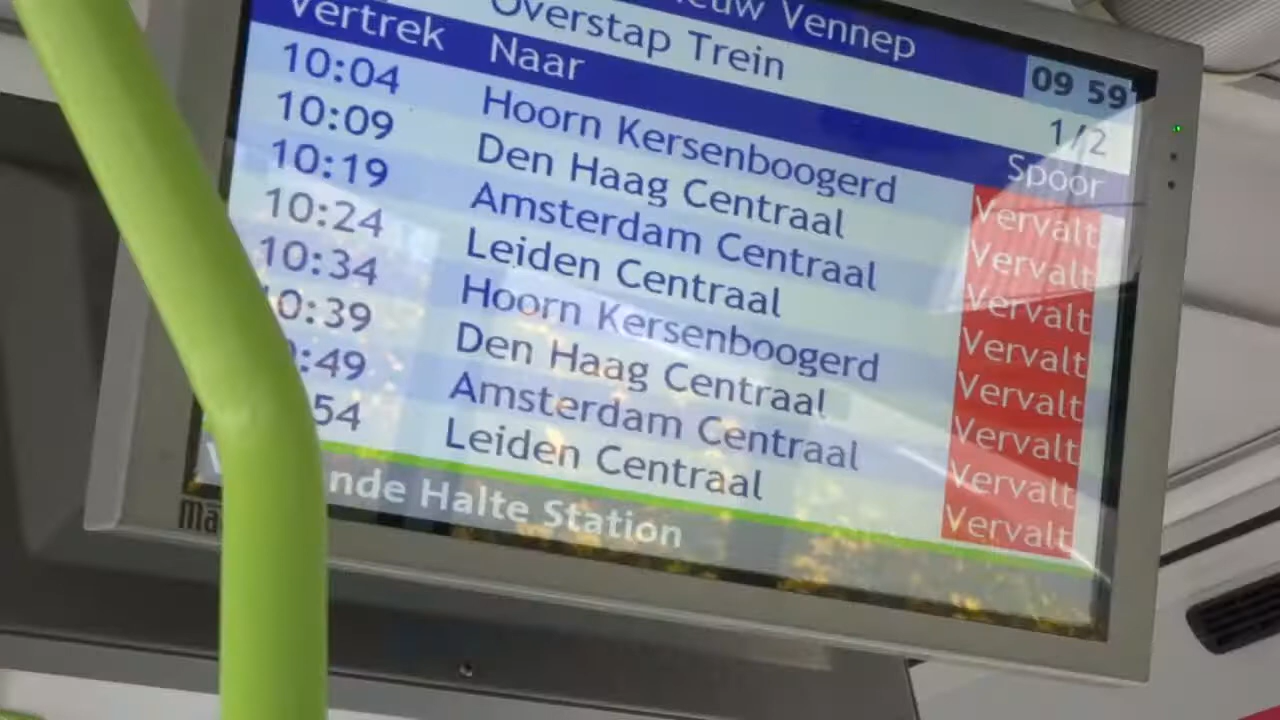 Vennep
09 59
Overstap Trein 1/2
Vertrek Naar Spoor
10:04 Hoorn Kersenboogerd Vervalt
10:09 Den Haag Centraal Vervalt
10:19 Amsterdam Centraal Vervalt
10:24 Leiden Centraal Vervalt
10:34 Hoorn Kersenboogerd Vervalt
0:39 Den Haag Centraal Vervalt
:49 Amsterdam Centraal Vervalt
54 Leiden Centraal Vervalt
nde Halte Station